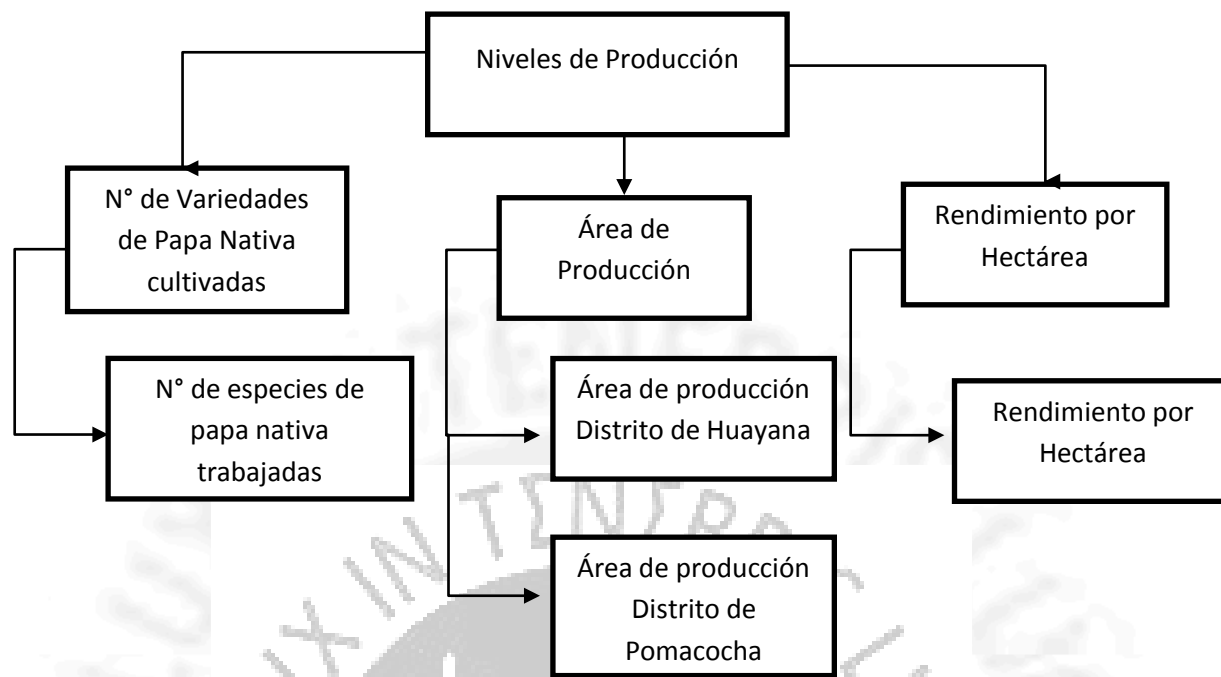 Niveles de Producción
N° de Variedades
de Papa Nativa
cultivadas
Área de
Producción
Rendimiento por
Hectárea
N° de especies de
papa nativa
trabajadas
Área de producción
Distrito de Huayana
Rendimiento por
Hectárea
Área de producción
Distrito de
Pomacocha